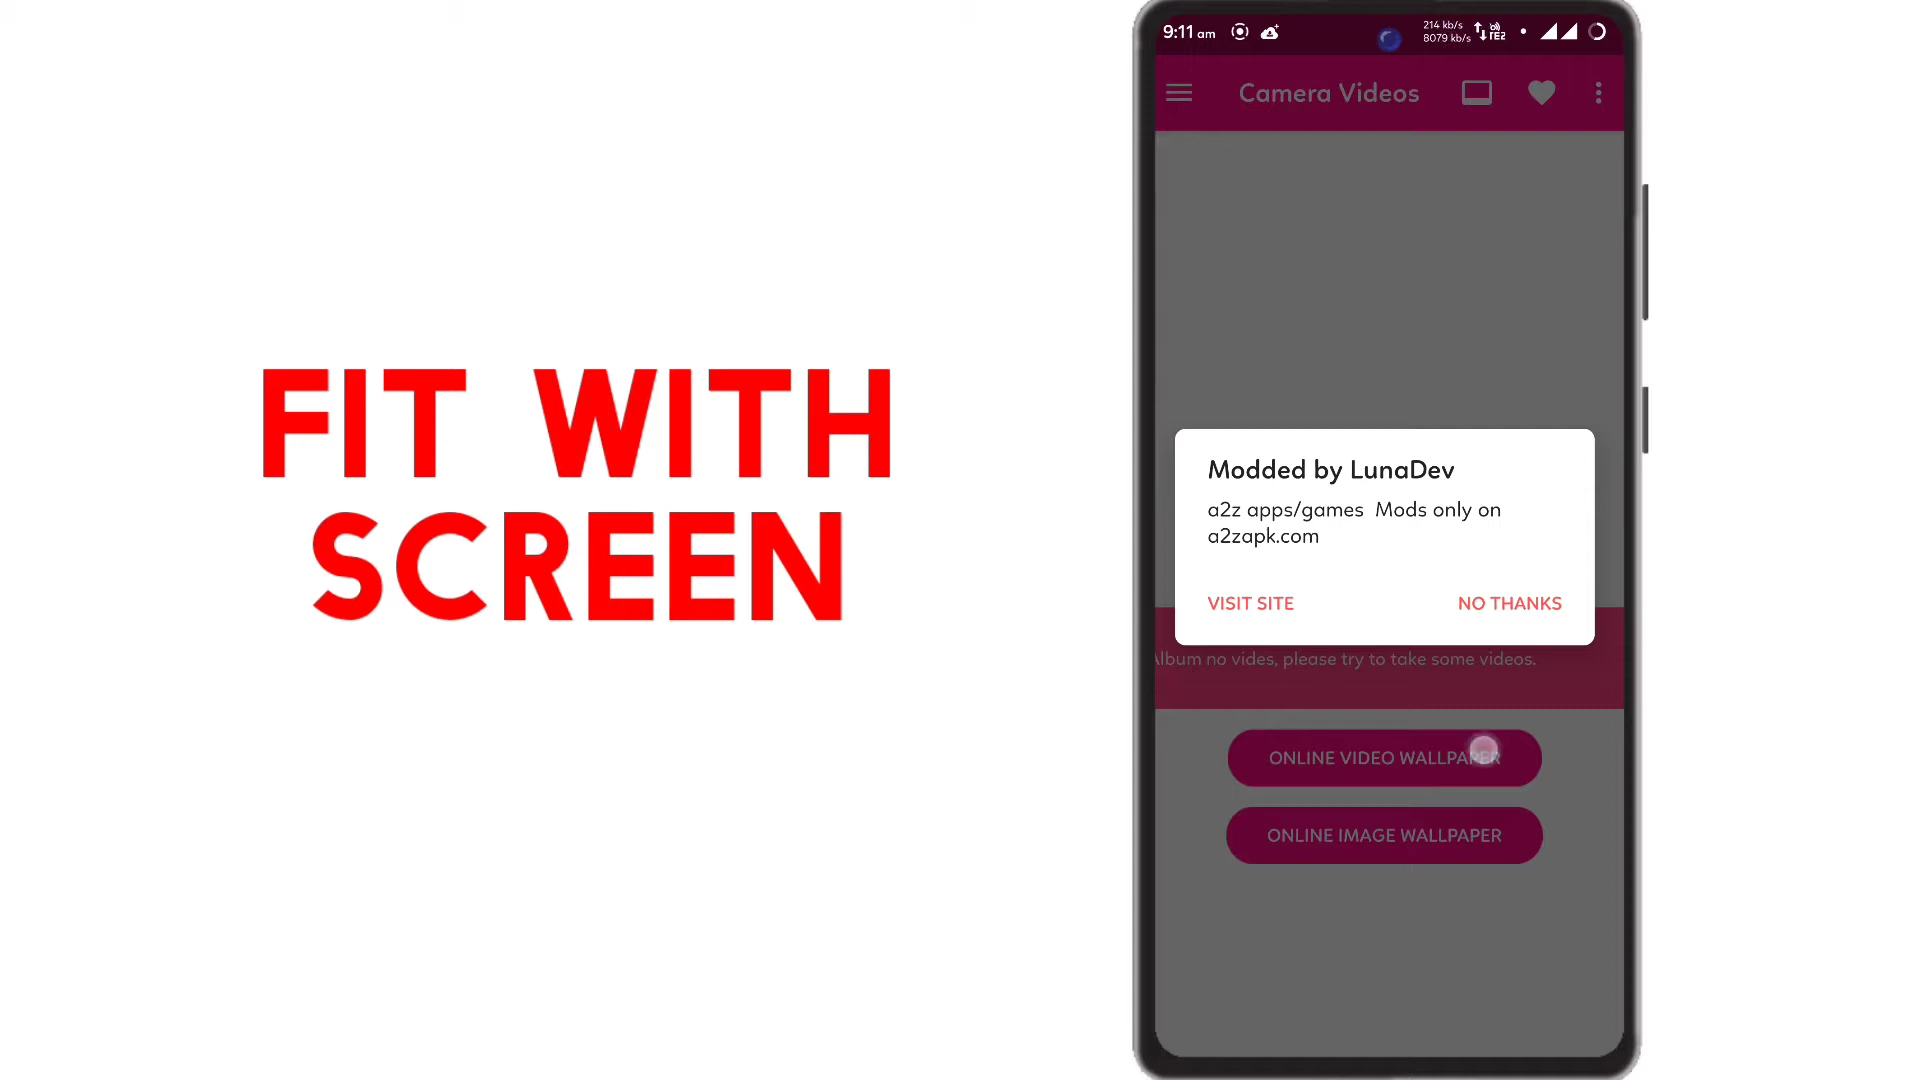 FIT WITH
SCREEN
9:11 am
214 kb/s
8079 kb/s
Camera Videos
Modded by LunaDev
a2z apps/games Mods only on
a2zapk.com
VISIT SITE
NO THANKS
Album no vides, please try to take some videos.
ONLINE VIDEO WALLPAPER
ONLINE IMAGE WALLPAPER